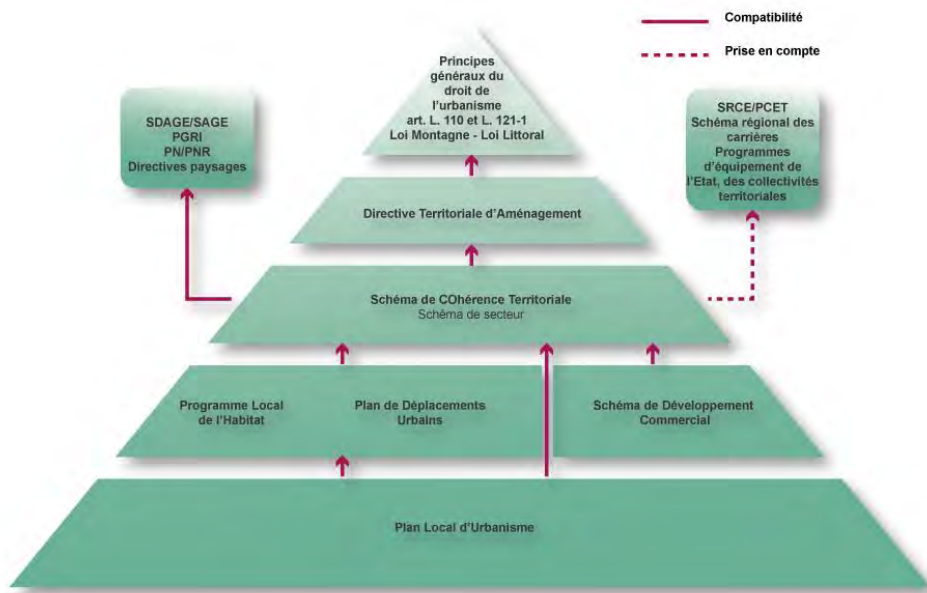 Compatibilité
Prise en compte
Principes
généraux du
droit de
l'urbanisme
art. L. 110 et L. 121-1
Loi Montagne - Loi Littoral
SDAGE/SAGE
PGRI
PN/PNR
Directives paysages
SRCE/PCET
Schéma régional des
carrières
Programmes
d'équipement de
l'Etat, des collectivités
territoriales
Directive Territoriale d'Aménagement
Schéma de COhérence Territoriale
Schéma de secteur
Programme Local
de l'Habitat
Plan de Déplacements
Urbains
Schéma de Développement
Commercial
Plan Local d'Urbanisme